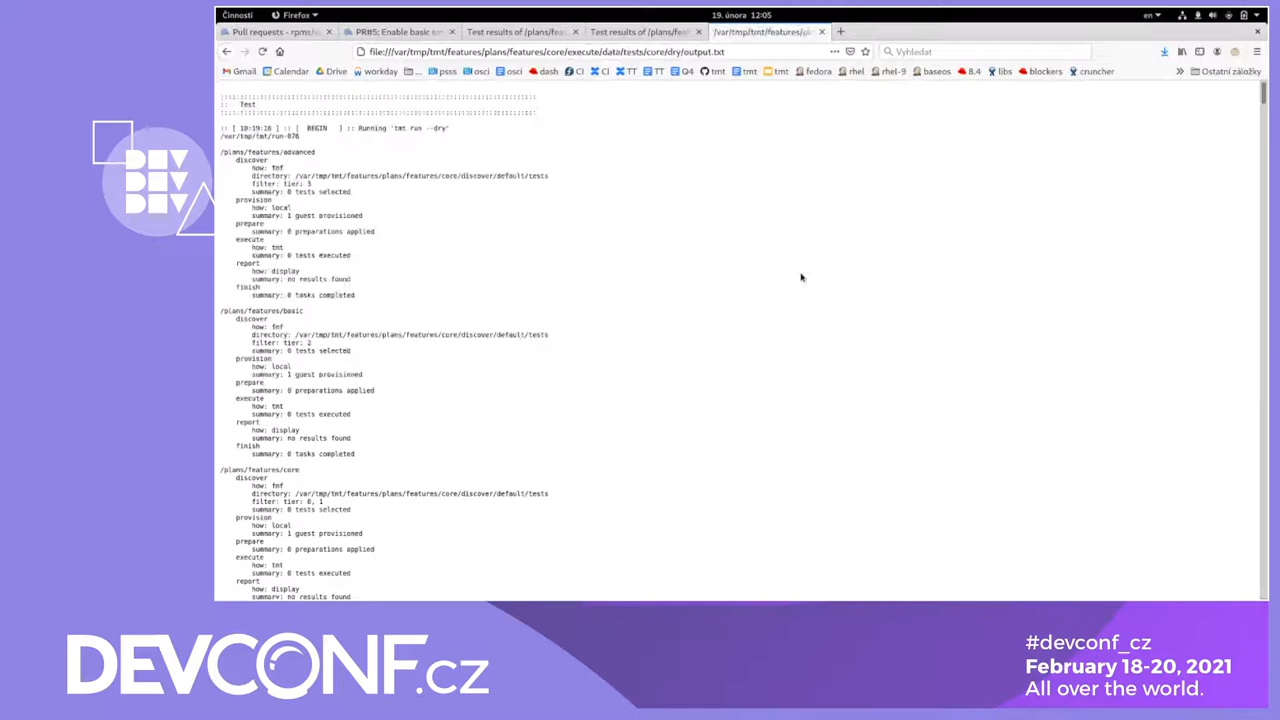 Činnosti Firefox ▾ 19. února 12:05 en ▾
Pull requests - rpms/ × PR#5: Enable basic sm × Test results of /plans/fea × Test results of /plans/fea × /var/tmp/tmt/features/pl × +
file:///var/tmp/tmt/features/plans/features/core/execute/data/tests/core/dry/output.txt ••• Vyhledat
Gmail Calendar Drive workday ... psss osci osci dash CI CI TT TT Q4 tmt tmt tmt fedora rhel rhel-9 baseos 8.4 libs blockers cruncher » Ostatní záložky
:: Test
:: [ 10:19:16 ] :: [ BEGIN ] :: Running 'tmt run --dry'
/var/tmp/tmt/run-076
/plans/features/advanced
discover
how: fmf
directory: /var/tmp/tmt/features/plans/features/core/discover/default/tests
filter: tier: 3
summary: 0 tests selected
provision
how: local
summary: 1 guest provisioned
prepare
summary: 0 preparations applied
execute
how: tmt
summary: 0 tests executed
report
how: display
summary: no results found
finish
summary: 0 tasks completed
/plans/features/basic
discover
how: fmf
directory: /var/tmp/tmt/features/plans/features/core/discover/default/tests
filter: tier: 2
summary: 0 tests selected
provision
how: local
summary: 1 guest provisioned
prepare
summary: 0 preparations applied
execute
how: tmt
summary: 0 tests executed
report
how: display
summary: no results found
finish
summary: 0 tasks completed
/plans/features/core
discover
how: fmf
directory: /var/tmp/tmt/features/plans/features/core/discover/default/tests
filter: tier: 0, 1
summary: 0 tests selected
provision
how: local
summary: 1 guest provisioned
prepare
summary: 0 preparations applied
execute
how: tmt
summary: 0 tests executed
report
how: display
summary: no results found
DEV
DEV
DEV
DEVCONF.cz
#devconf_cz
February 18-20, 2021
All over the world.